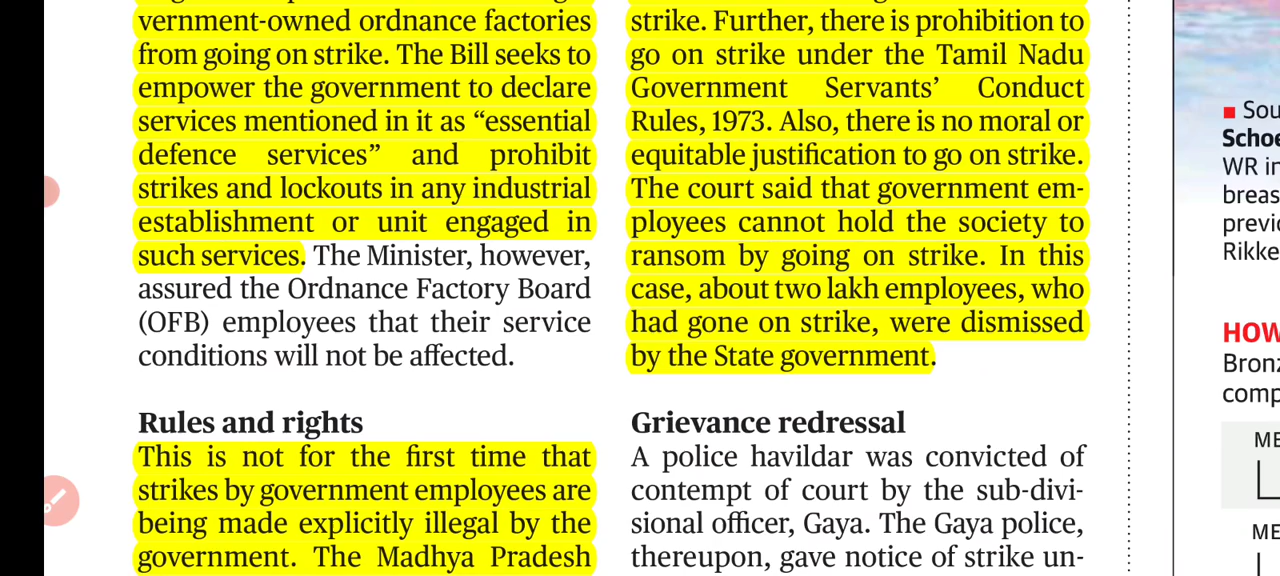 vernment-owned ordnance factories
from going on strike. The Bill seeks to
empower the government to declare
services mentioned in it as “essential
defence services” and prohibit
strikes and lockouts in any industrial
establishment or unit engaged in
such services. The Minister, however,
assured the Ordnance Factory Board
(OFB) employees that their service
conditions will not be affected.
Rules and rights
This is not for the first time that
strikes by government employees are
being made explicitly illegal by the
government. The Madhya Pradesh
strike. Further, there is prohibition to
go on strike under the Tamil Nadu
Government Servants’ Conduct
Rules, 1973. Also, there is no moral or
equitable justification to go on strike.
The court said that government em-
ployees cannot hold the society to
ransom by going on strike. In this
case, about two lakh employees, who
had gone on strike, were dismissed
by the State government.
Grievance redressal
A police havildar was convicted of
contempt of court by the sub-divi-
sional officer, Gaya. The Gaya police,
thereupon, gave notice of strike un-
■ Sou
Schoe
WR in
breas
previo
Rikke
HOW
Bronz
comp
ME
ME